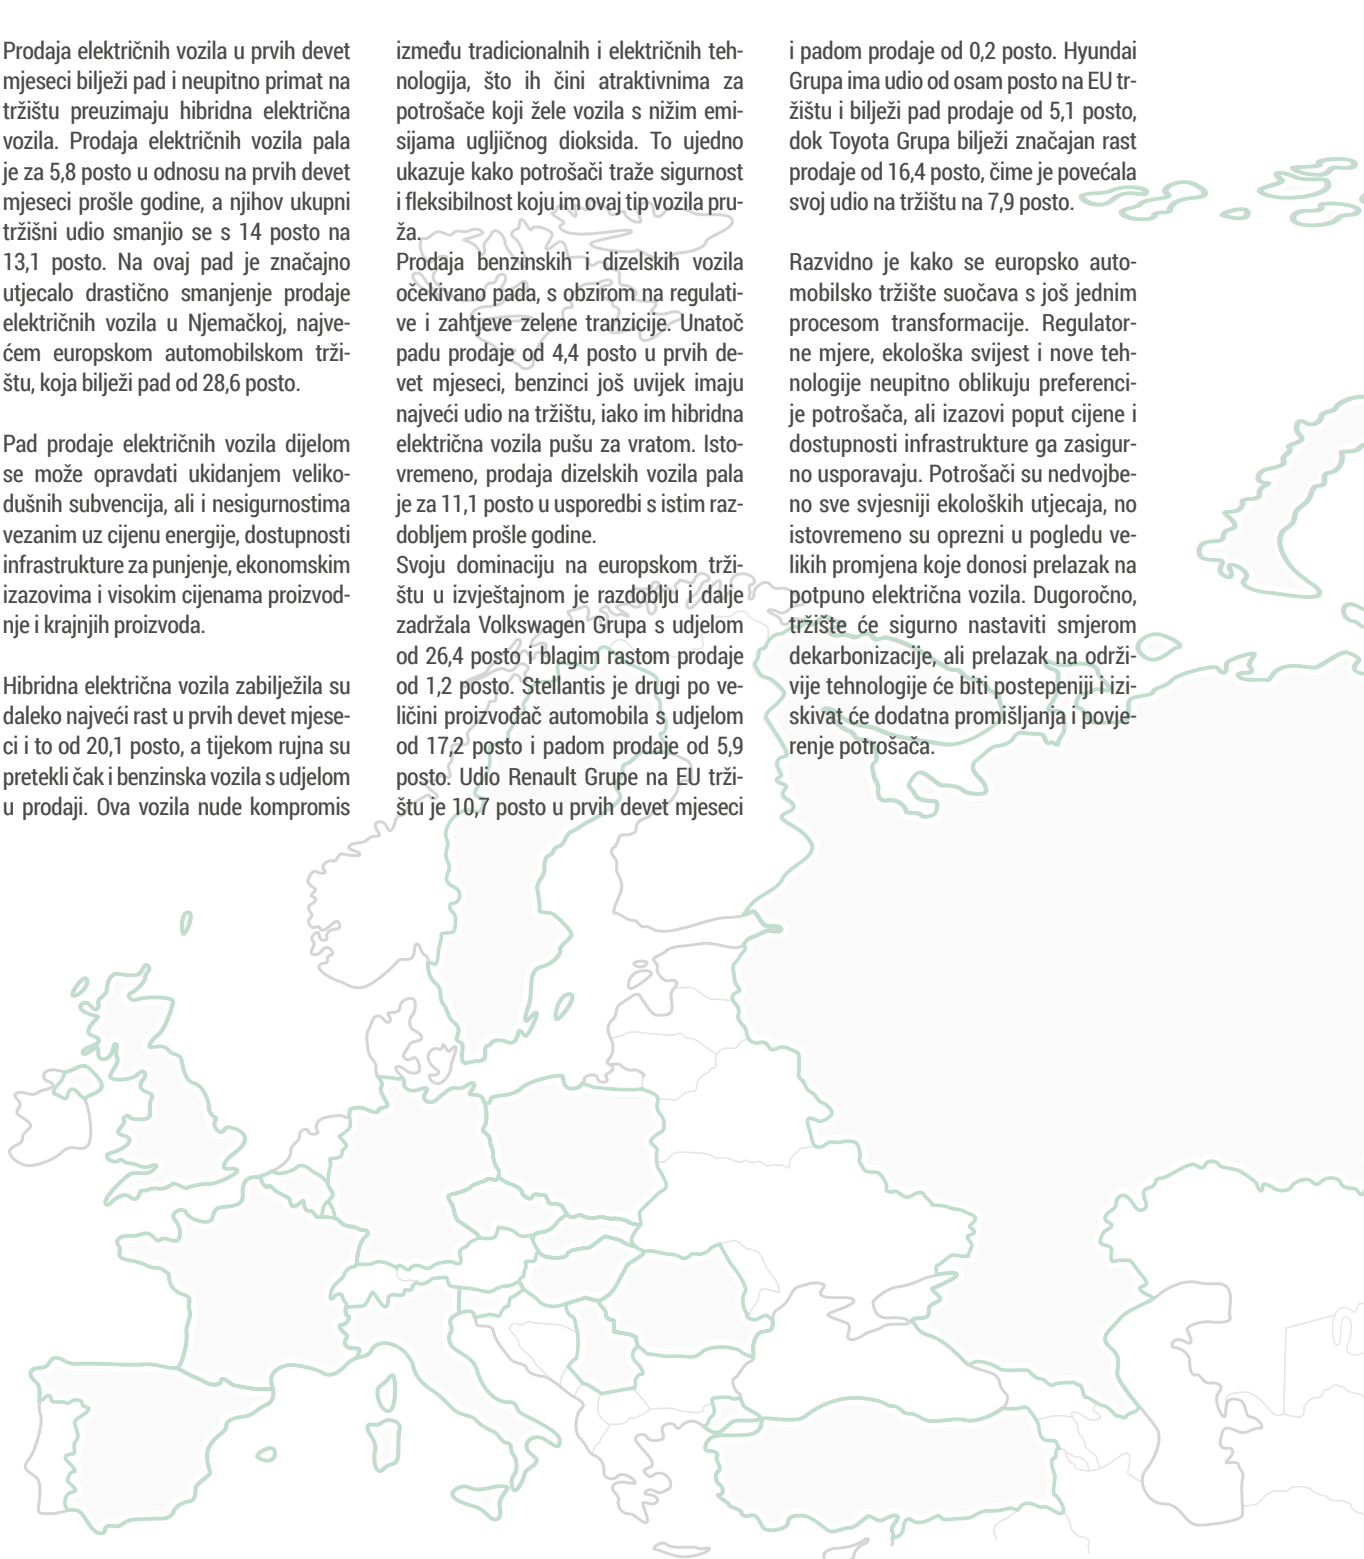 Prodaja električnih vozila u prvih devet
mjeseci bilježi pad i neupitno primat na
tržištu preuzimaju hibridna električna
vozila. Prodaja električnih vozila pala
je za 5,8 posto u odnosu na prvih devet
mjeseci prošle godine, a njihov ukupni
tržišni udio smanjio se s 14 posto na
13,1 posto. Na ovaj pad je značajno
utjecalo drastično smanjenje prodaje
električnih vozila u Njemačkoj, najve-
ćem europskom automobilskom trži-
štu, koja bilježi pad od 28,6 posto.

Pad prodaje električnih vozila dijelom
se može opravdati ukidanjem veliko-
dušnih subvencija, ali i nesigurnostima
vezanim uz cijenu energije, dostupnosti
infrastrukture za punjenje, ekonomskim
izazovima i visokim cijenama proizvod-
nje i krajnjih proizvoda.

Hibridna električna vozila zabilježila su
daleko najveći rast u prvih devet mjese-
ci i to od 20,1 posto, a tijekom rujna su
pretekli čak i benzinska vozila s udjelom
u prodaji. Ova vozila nude kompromis
između tradicionalnih i električnih teh-
nologija, što ih čini atraktivnima za
potrošače koji žele vozila s nižim emi-
sijama ugljičnog dioksida. To ujedno
ukazuje kako potrošači traže sigurnost
i fleksibilnost koju im ovaj tip vozila pru-
ža.
Prodaja benzinskih i dizelskih vozila
očekivano pada, s obzirom na regulati-
ve i zahtjeve zelene tranzicije. Unatoč
padu prodaje od 4,4 posto u prvih de-
vet mjeseci, benzinci još uvijek imaju
najveći udio na tržištu, iako im hibridna
električna vozila pušu za vratom. Isto-
vremeno, prodaja dizelskih vozila pala
je za 11,1 posto u usporedbi s istim raz-
dobljem prošle godine.
Svoju dominaciju na europskom trži-
štu u izvještajnom je razdoblju i dalje
zadržala Volkswagen Grupa s udjelom
od 26,4 posto i blagim rastom prodaje
od 1,2 posto. Stellantis je drugi po ve-
ličini proizvođač automobila s udjelom
od 17,2 posto i padom prodaje od 5,9
posto. Udio Renault Grupe na EU trži-
štu je 10,7 posto u prvih devet mjeseci
i padom prodaje od 0,2 posto. Hyundai
Grupa ima udio od osam posto na EU tr-
žištu i bilježi pad prodaje od 5,1 posto,
dok Toyota Grupa bilježi značajan rast
prodaje od 16,4 posto, čime je povećala
svoj udio na tržištu na 7,9 posto.

Razvidno je kako se europsko auto-
mobilsko tržište suočava s još jednim
procesom transformacije. Regulator-
ne mjere, ekološka svijest i nove teh-
nologije neupitno oblikuju preferenci-
je potrošača, ali izazovi poput cijene i
dostupnosti infrastrukture ga zasigur-
no usporavaju. Potrošači su nedvojbe-
no sve svjesniji ekoloških utjecaja, no
istovremeno su oprezni u pogledu ve-
likih promjena koje donosi prelazak na
potpuno električna vozila. Dugoročno,
tržište će sigurno nastaviti smjerom
dekarbonizacije, ali prelazak na održi-
vije tehnologije će biti postepeniji i izi-
skivat će dodatna promišljanja i povje-
renje potrošača.